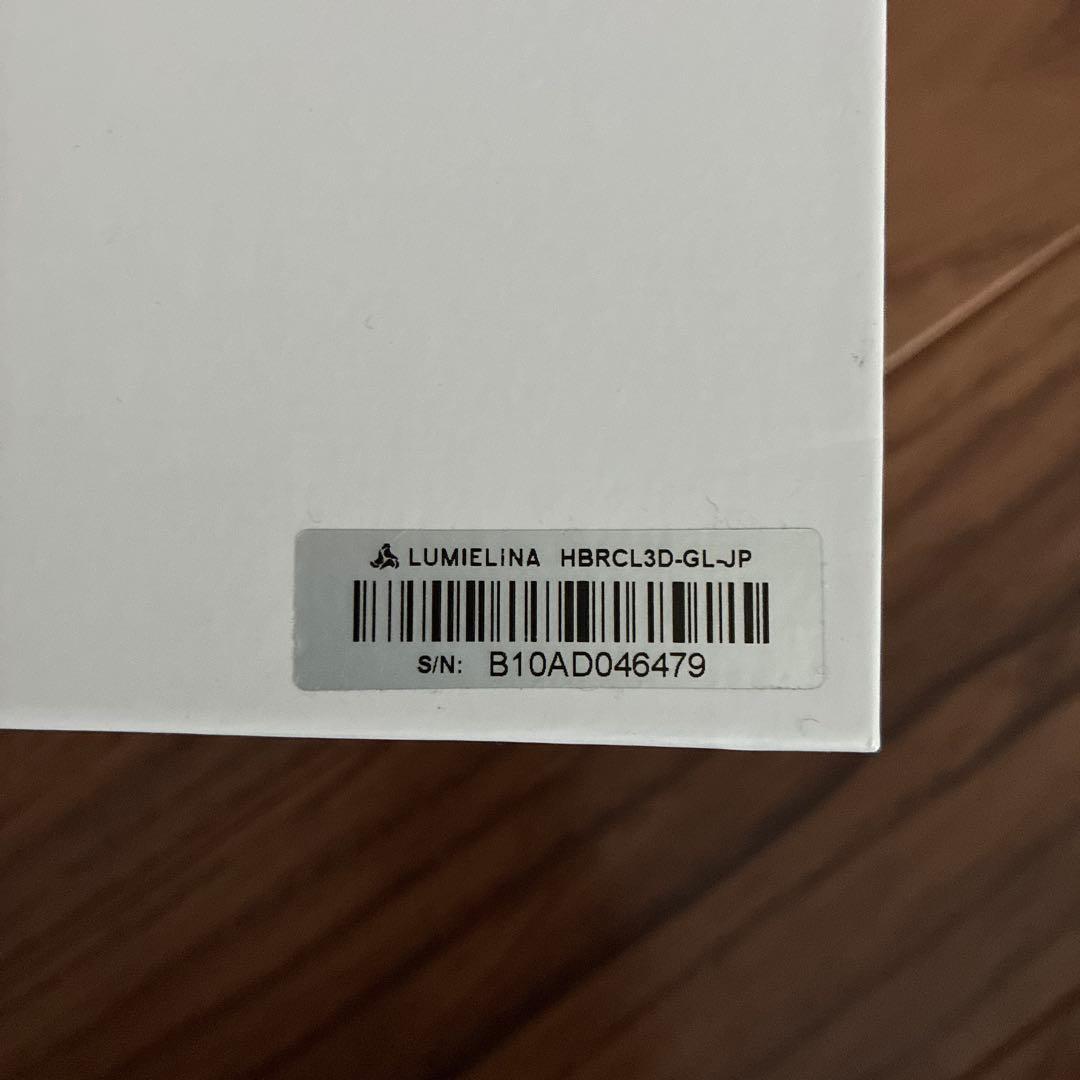 LUMIELINA HBRCL3D-GL-JP
S/N: B10AD046479